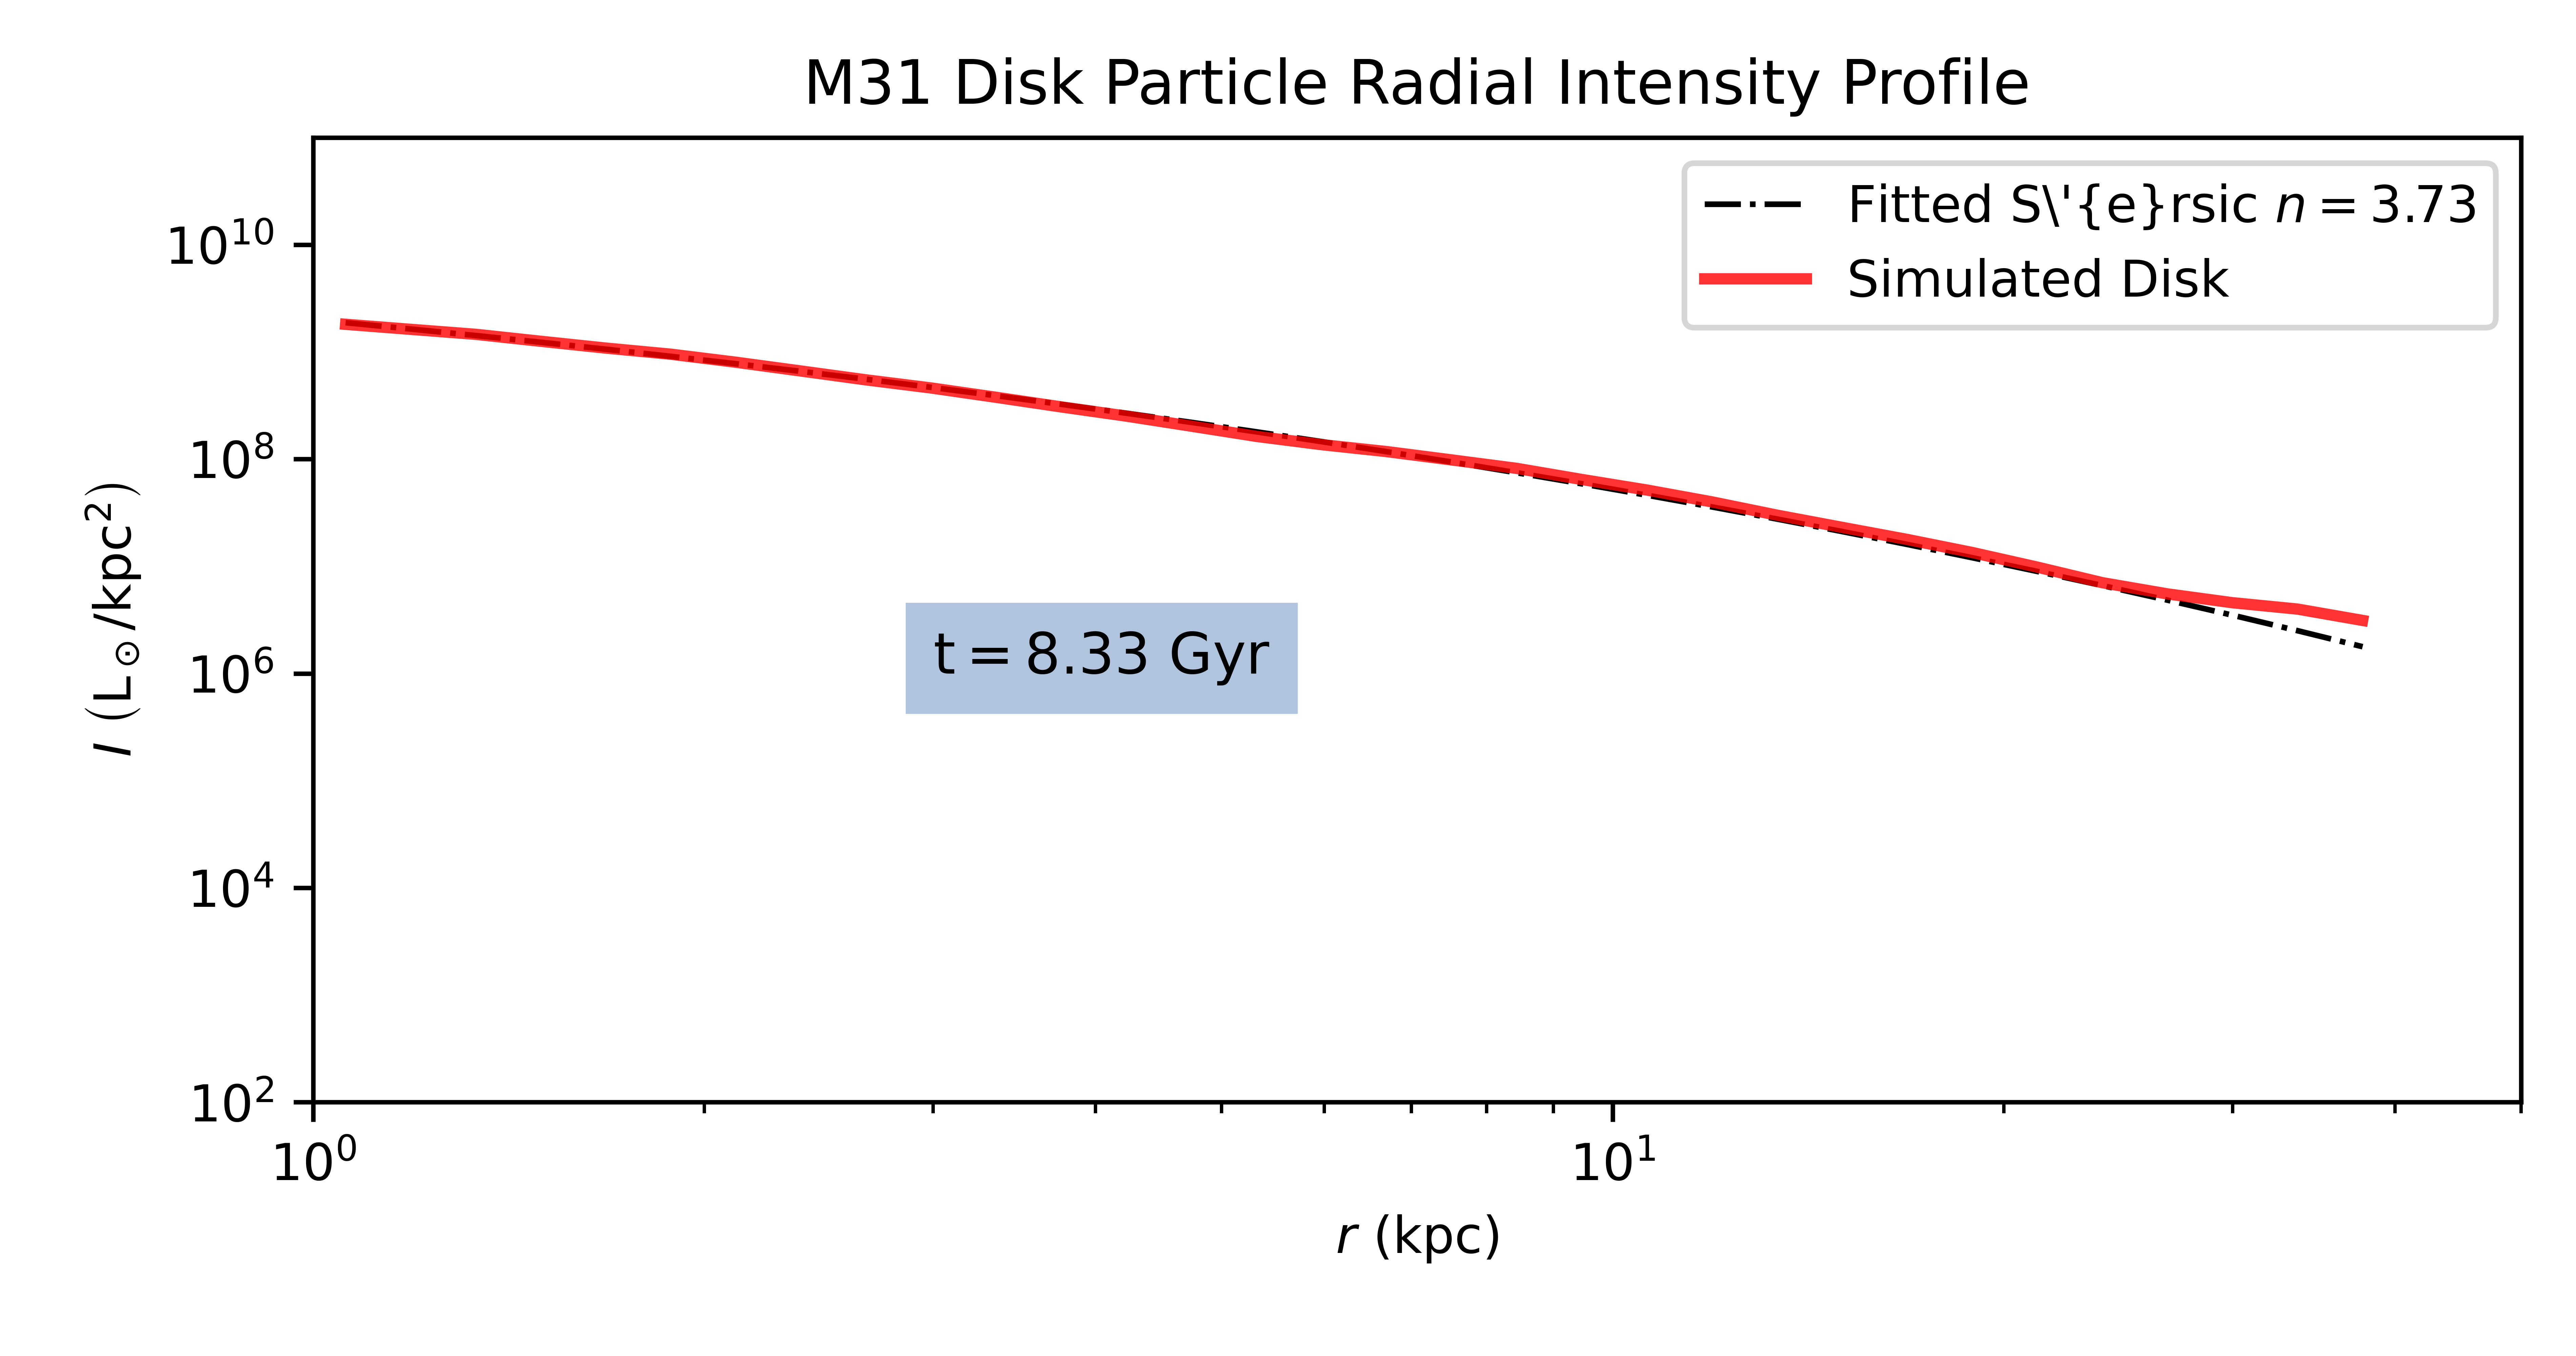 M31 Disk Particle Radial Intensity Profile
Fitted S\'{e}rsic n = 3.73
Simulated Disk
I (L☉/kpc²)
10¹⁰
10⁸
10⁶
10⁴
10²
t = 8.33 Gyr
10⁰
10¹
r (kpc)